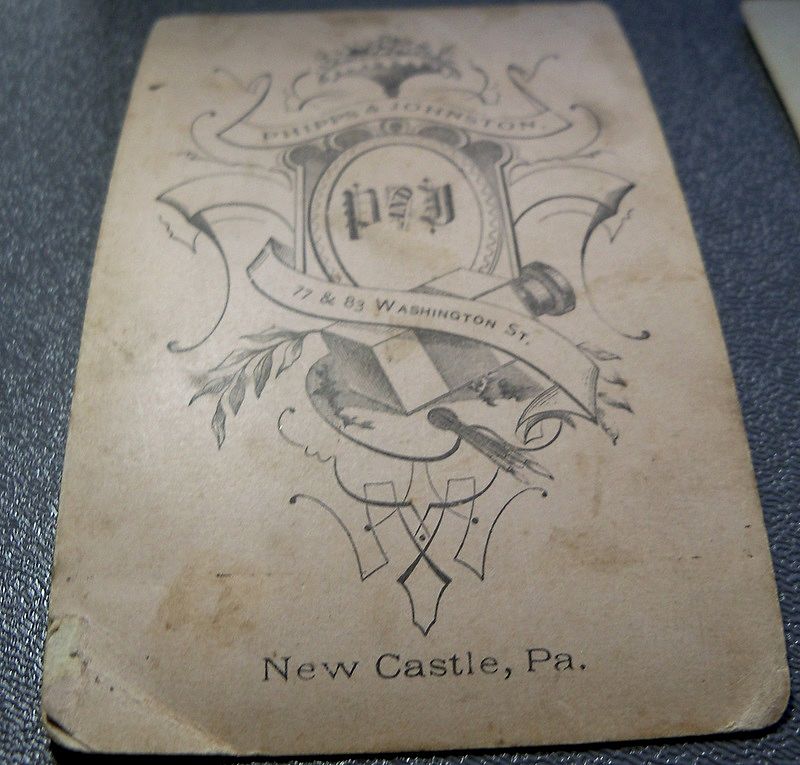 PHIPPS & JOHNSTON.
77 & 83 WASHINGTON ST.
New Castle, Pa.